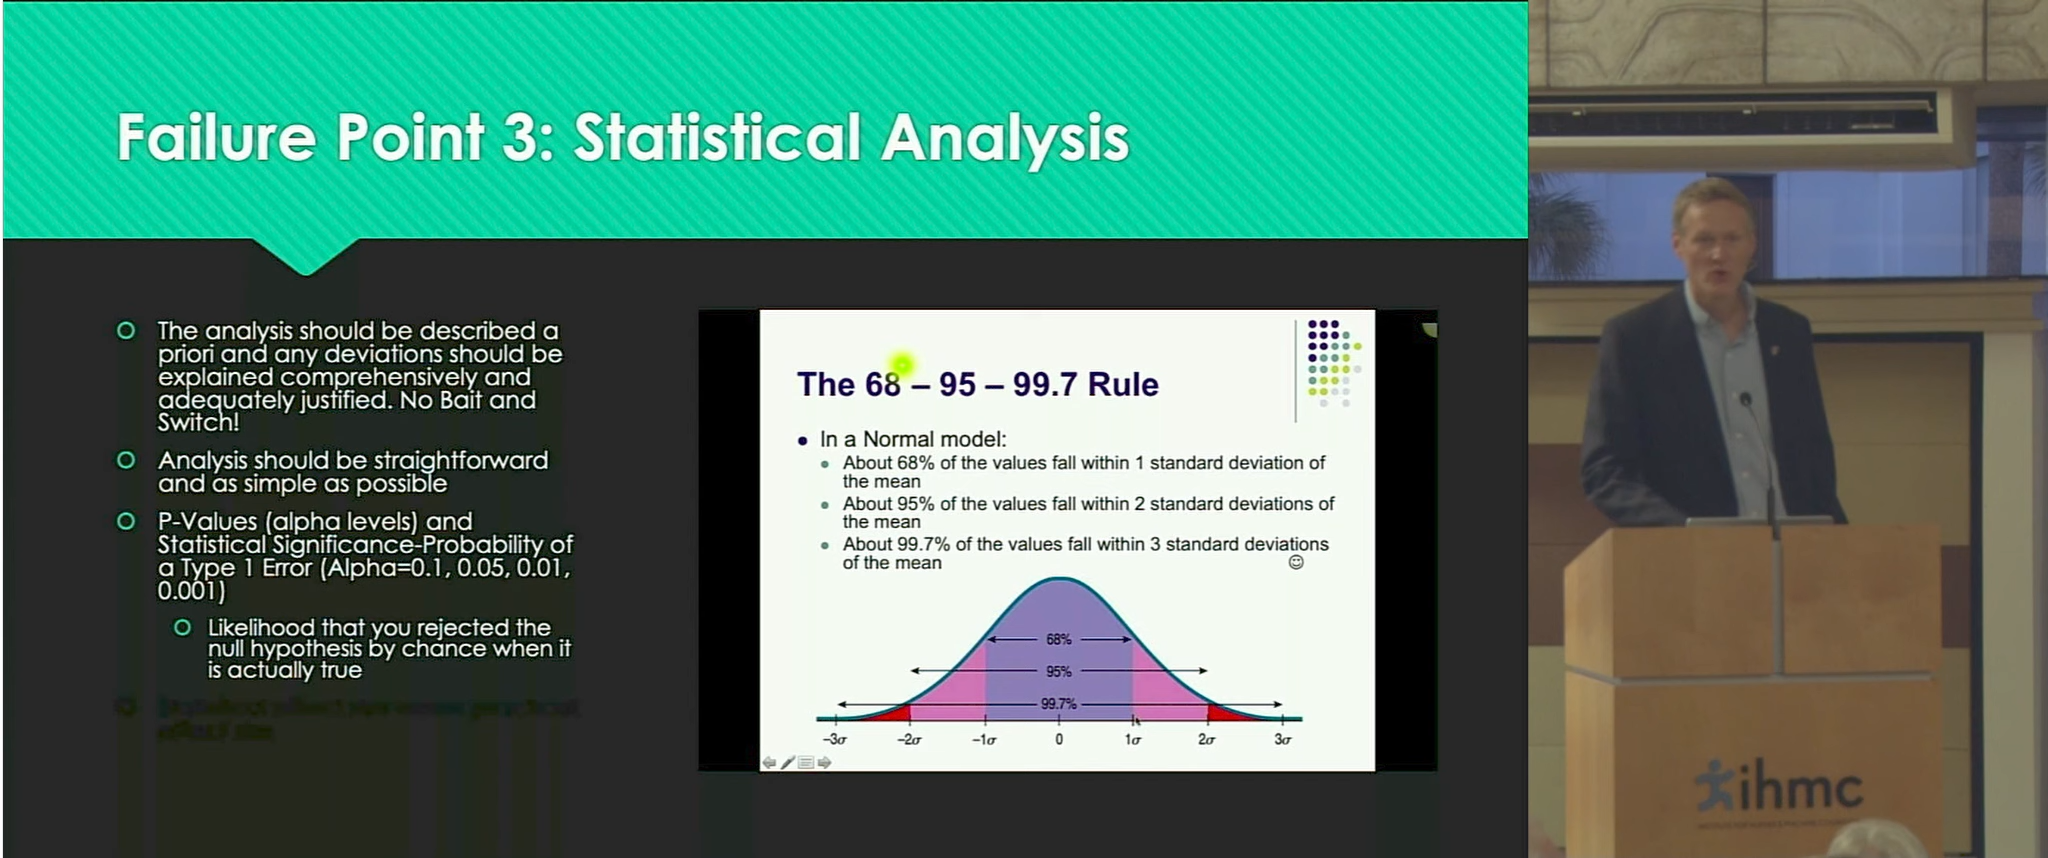 Failure Point 3: Statistical Analysis
The analysis should be described a
priori and any deviations should be
explained comprehensively and
adequately justified. No Bait and
Switch!
Analysis should be straightforward
and as simple as possible
P-Values (alpha levels) and
Statistical Significance-Probability of
a Type 1 Error (Alpha=0.1, 0.05, 0.01,
0.001)
Likelihood that you rejected the
null hypothesis by chance when it
is actually true
The 68 – 95 – 99.7 Rule
In a Normal model:
About 68% of the values fall within 1 standard deviation of
the mean
About 95% of the values fall within 2 standard deviations of
the mean
About 99.7% of the values fall within 3 standard deviations
of the mean
68%
95%
99.7%
−3σ −2σ −1σ 0 1σ 2σ 3σ
ihmc